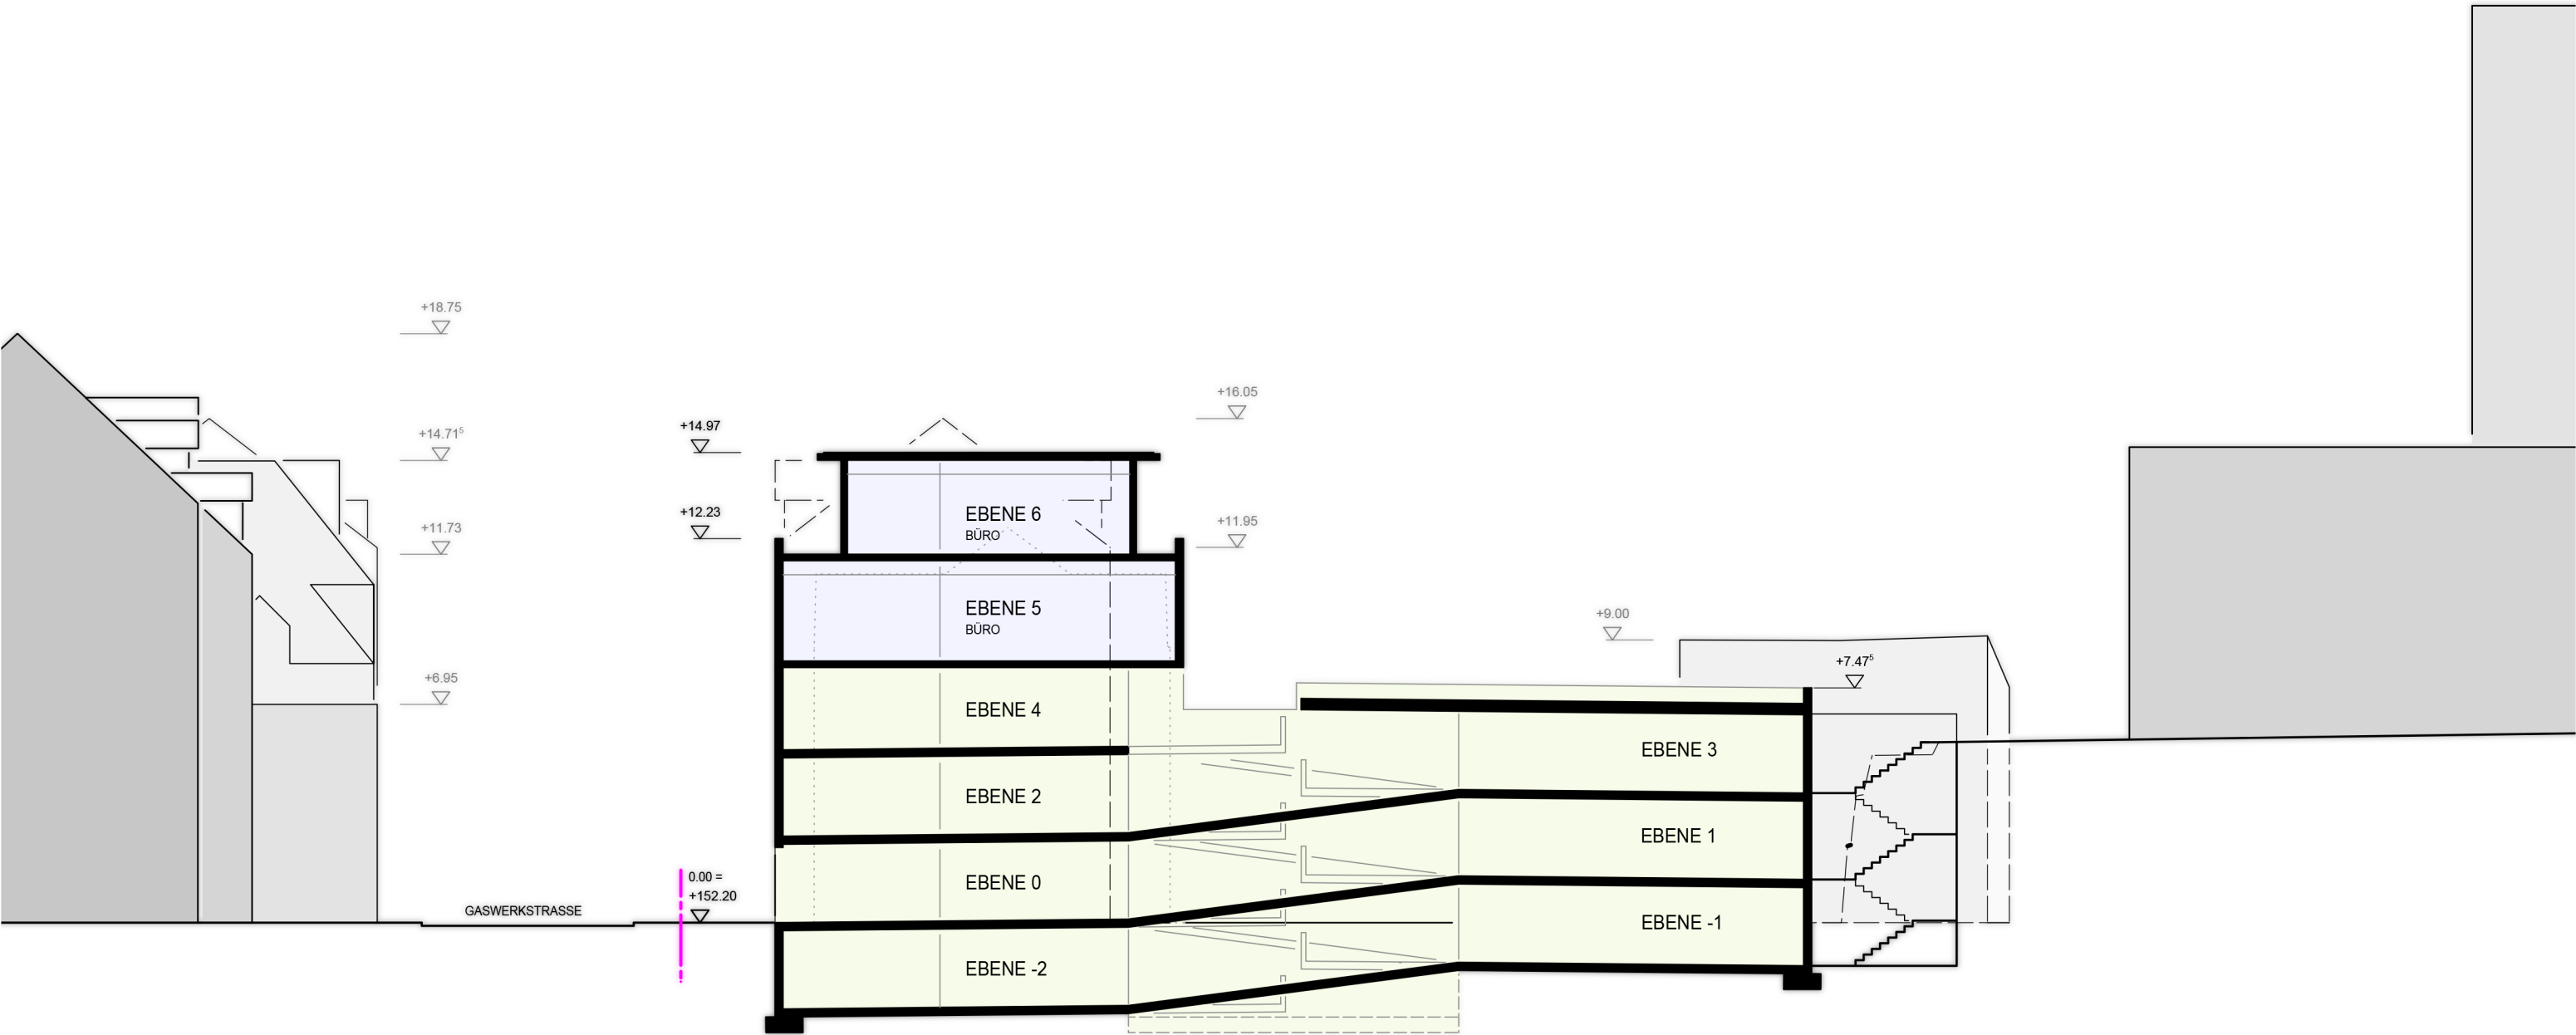 +18.75
+16.05
+14.97
+14.71⁵
EBENE 6
BÜRO
+12.23
+11.95
+11.73
EBENE 5
BÜRO
+9.00
+7.47⁵
+6.95
EBENE 4
EBENE 3
EBENE 2
EBENE 1
0.00 =
+152.20
EBENE 0
GASWERKSTRASSE
EBENE -1
EBENE -2